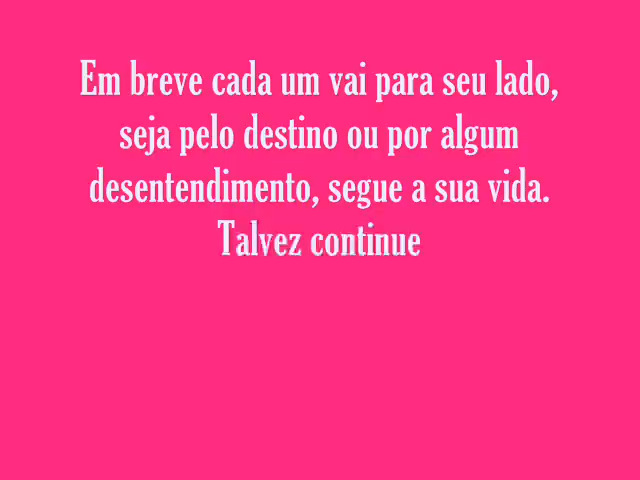 Em breve cada um vai para seu lado,
seja pelo destino ou por algum
desentendimento, segue a sua vida.
Talvez continue